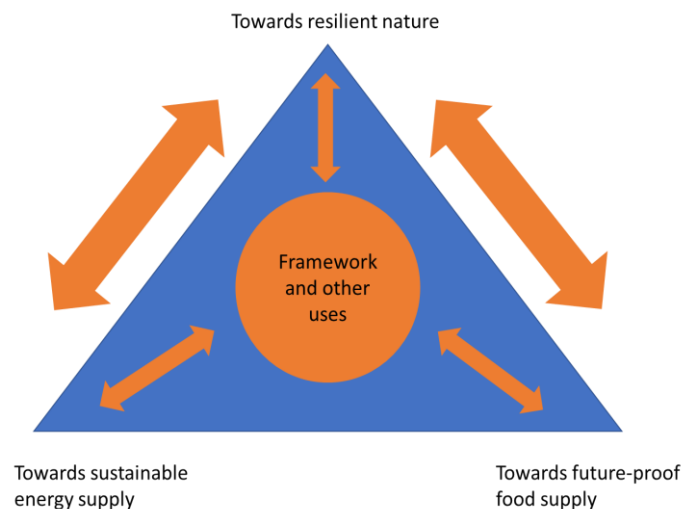 Towards resilient nature
Framework
and other
uses
Towards sustainable
energy supply
Towards future-proof
food supply